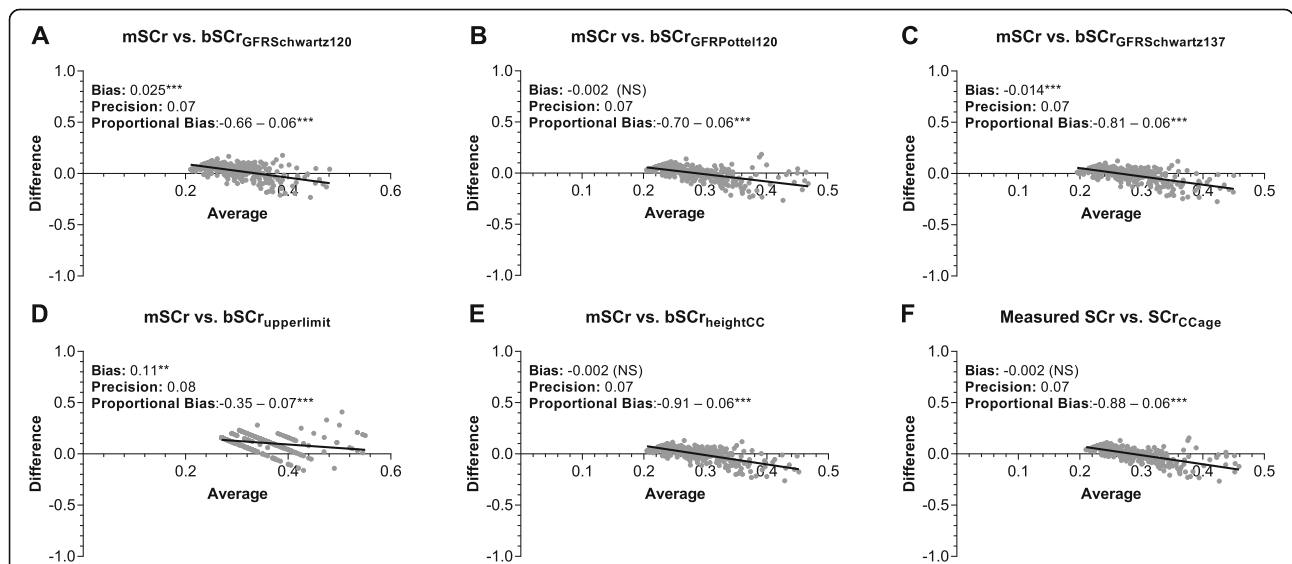 A
mSCr vs. bSCrGFRSchwartz120
Bias: 0.025***
Precision: 0.07
Proportional Bias:-0.66 – 0.06***
Difference
1.0
0.5
0.0
-0.5
-1.0
0.2
0.4
0.6
Average
B
mSCr vs. bSCrGFRPottel120
Bias: -0.002 (NS)
Precision: 0.07
Proportional Bias:-0.70 – 0.06***
Difference
1.0
0.5
0.0
-0.5
-1.0
0.1
0.2
0.3
0.4
0.5
Average
C
mSCr vs. bSCrGFRSchwartz137
Bias: -0.014***
Precision: 0.07
Proportional Bias:-0.81 – 0.06***
Difference
1.0
0.5
0.0
-0.5
-1.0
0.1
0.2
0.3
0.4
0.5
Average
D
mSCr vs. bSCrupperlimit
Bias: 0.11**
Precision: 0.08
Proportional Bias:-0.35 – 0.07***
Difference
1.0
0.5
0.0
-0.5
-1.0
0.2
0.4
0.6
Average
E
mSCr vs. bSCrheightCC
Bias: -0.002 (NS)
Precision: 0.07
Proportional Bias:-0.91 – 0.06***
Difference
1.0
0.5
0.0
-0.5
-1.0
0.1
0.2
0.3
0.4
0.5
Average
F
Measured SCr vs. SCrCCage
Bias: -0.002 (NS)
Precision: 0.07
Proportional Bias:-0.88 – 0.06***
Difference
1.0
0.5
0.0
-0.5
-1.0
0.1
0.2
0.3
0.4
0.5
Average